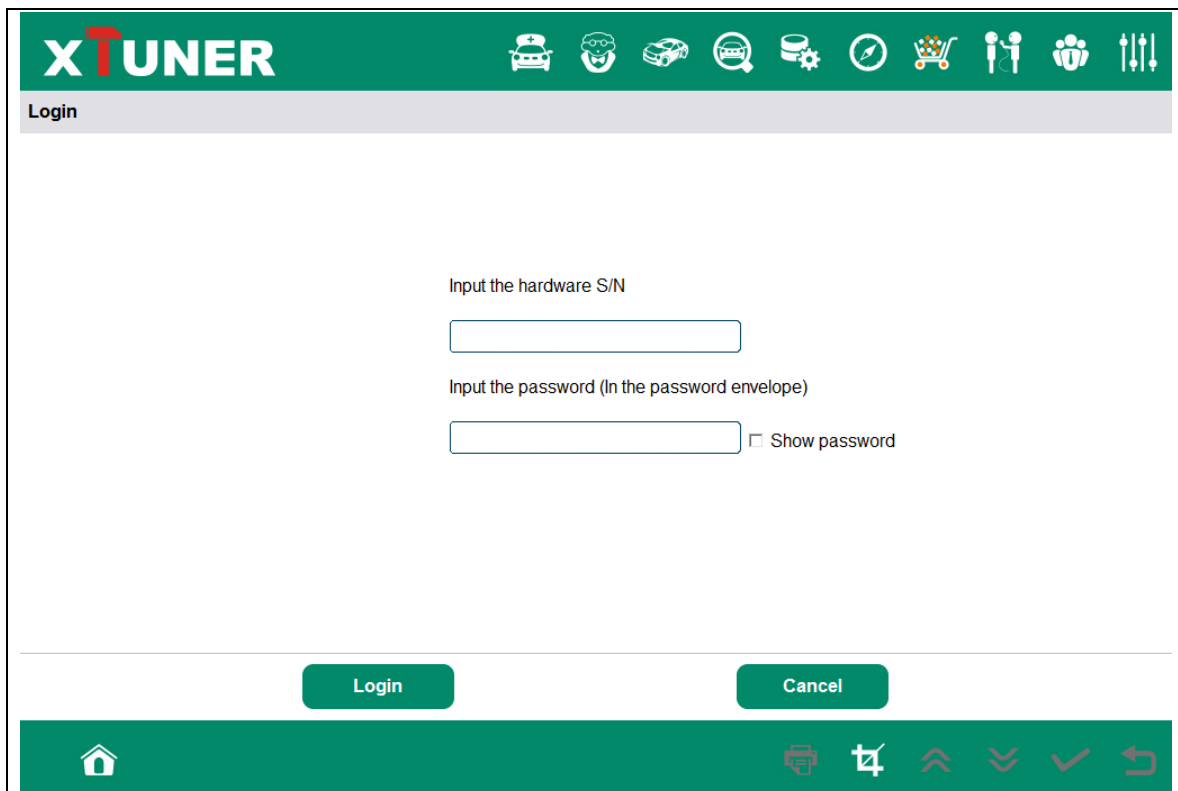 XTUNER
Login
Input the hardware S/N
Input the password (In the password envelope)
Show password
Login
Cancel